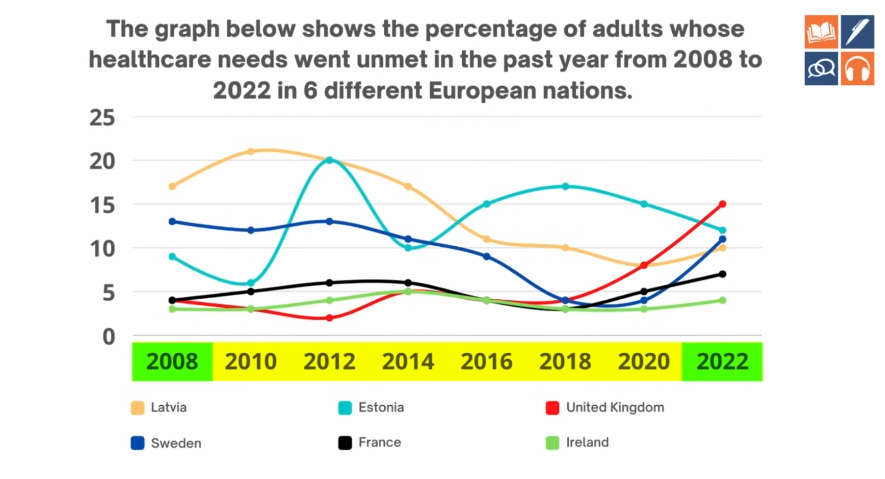 The graph below shows the percentage of adults whose
healthcare needs went unmet in the past year from 2008 to
2022 in 6 different European nations.
25
20
15
10
5
0
2008 2010 2012 2014 2016 2018 2020 2022
Latvia Estonia United Kingdom
Sweden France Ireland